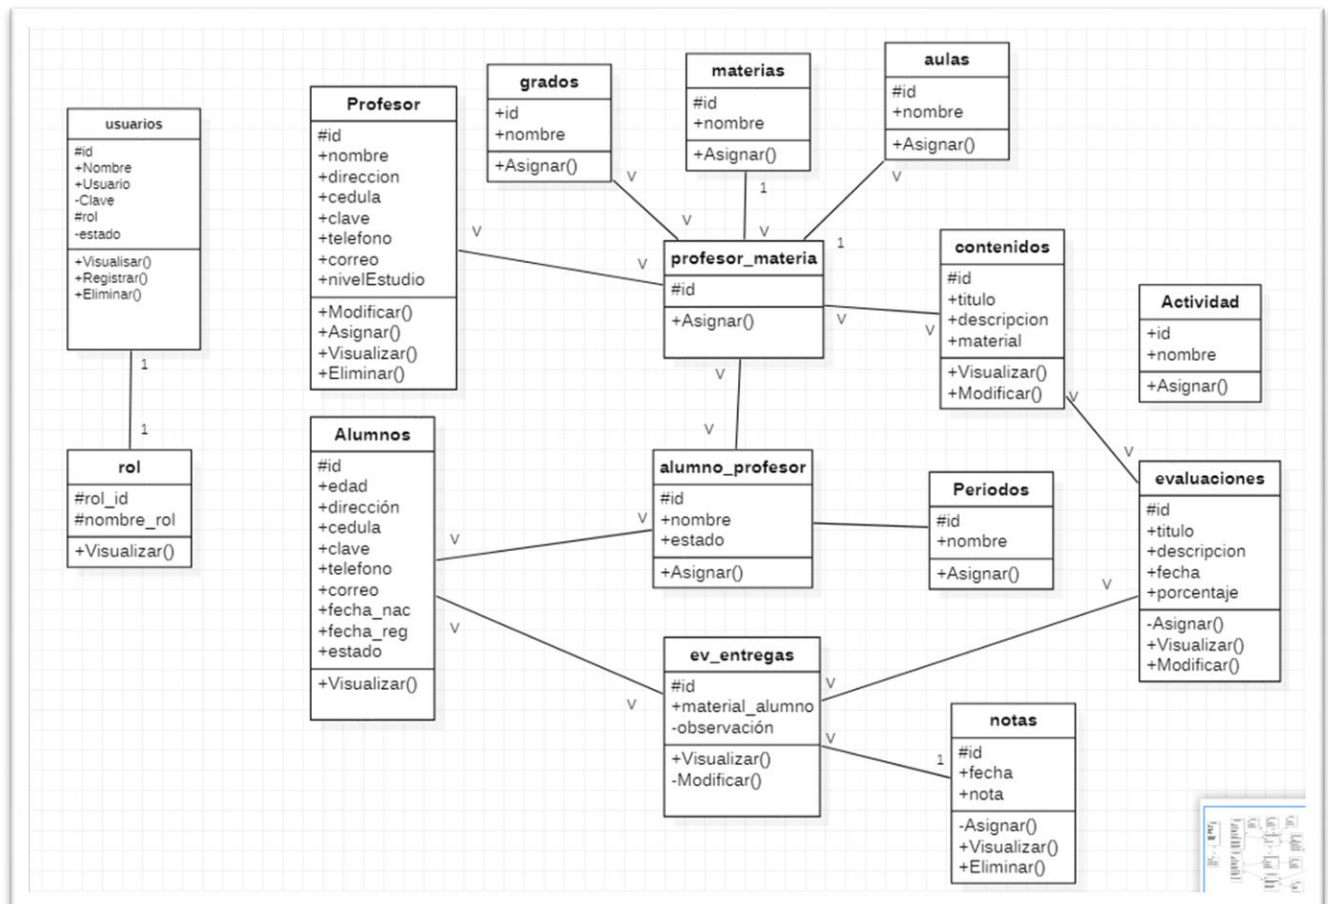 usuarios
#id
+Nombre
+Usuario
-Clave
#rol
-estado
+Visualisar()
+Registrar()
+Eliminar()
1
1
rol
#rol_id
#nombre_rol
+Visualizar()
Profesor
#id
+nombre
+direccion
+cedula
+clave
+telefono
+correo
+nivelEstudio
+Modificar()
+Asignar()
+Visualizar()
+Eliminar()
V
V
grados
+id
+nombre
+Asignar()
V
V
materias
#id
+nombre
+Asignar()
1
V
aulas
#id
+nombre
+Asignar()
V
1
profesor_materia
#id
+Asignar()
V
V
contenidos
#id
+titulo
+descripcion
+material
+Visualizar()
+Modificar()
V
V
Actividad
+id
+nombre
+Asignar()
V
V
Alumnos
#id
+edad
+dirección
+cedula
+clave
+telefono
+correo
+fecha_nac
+fecha_reg
+estado
+Visualizar()
V
V
alumno_profesor
#id
+nombre
+estado
+Asignar()
Periodos
#id
+nombre
+Asignar()
evaluaciones
#id
+titulo
+descripcion
+fecha
+porcentaje
-Asignar()
+Visualizar()
+Modificar()
V
V
V
V
ev_entregas
#id
+material_alumno
-observación
+Visualizar()
-Modificar()
V
1
notas
#id
+fecha
+nota
-Asignar()
+Visualizar()
+Eliminar()